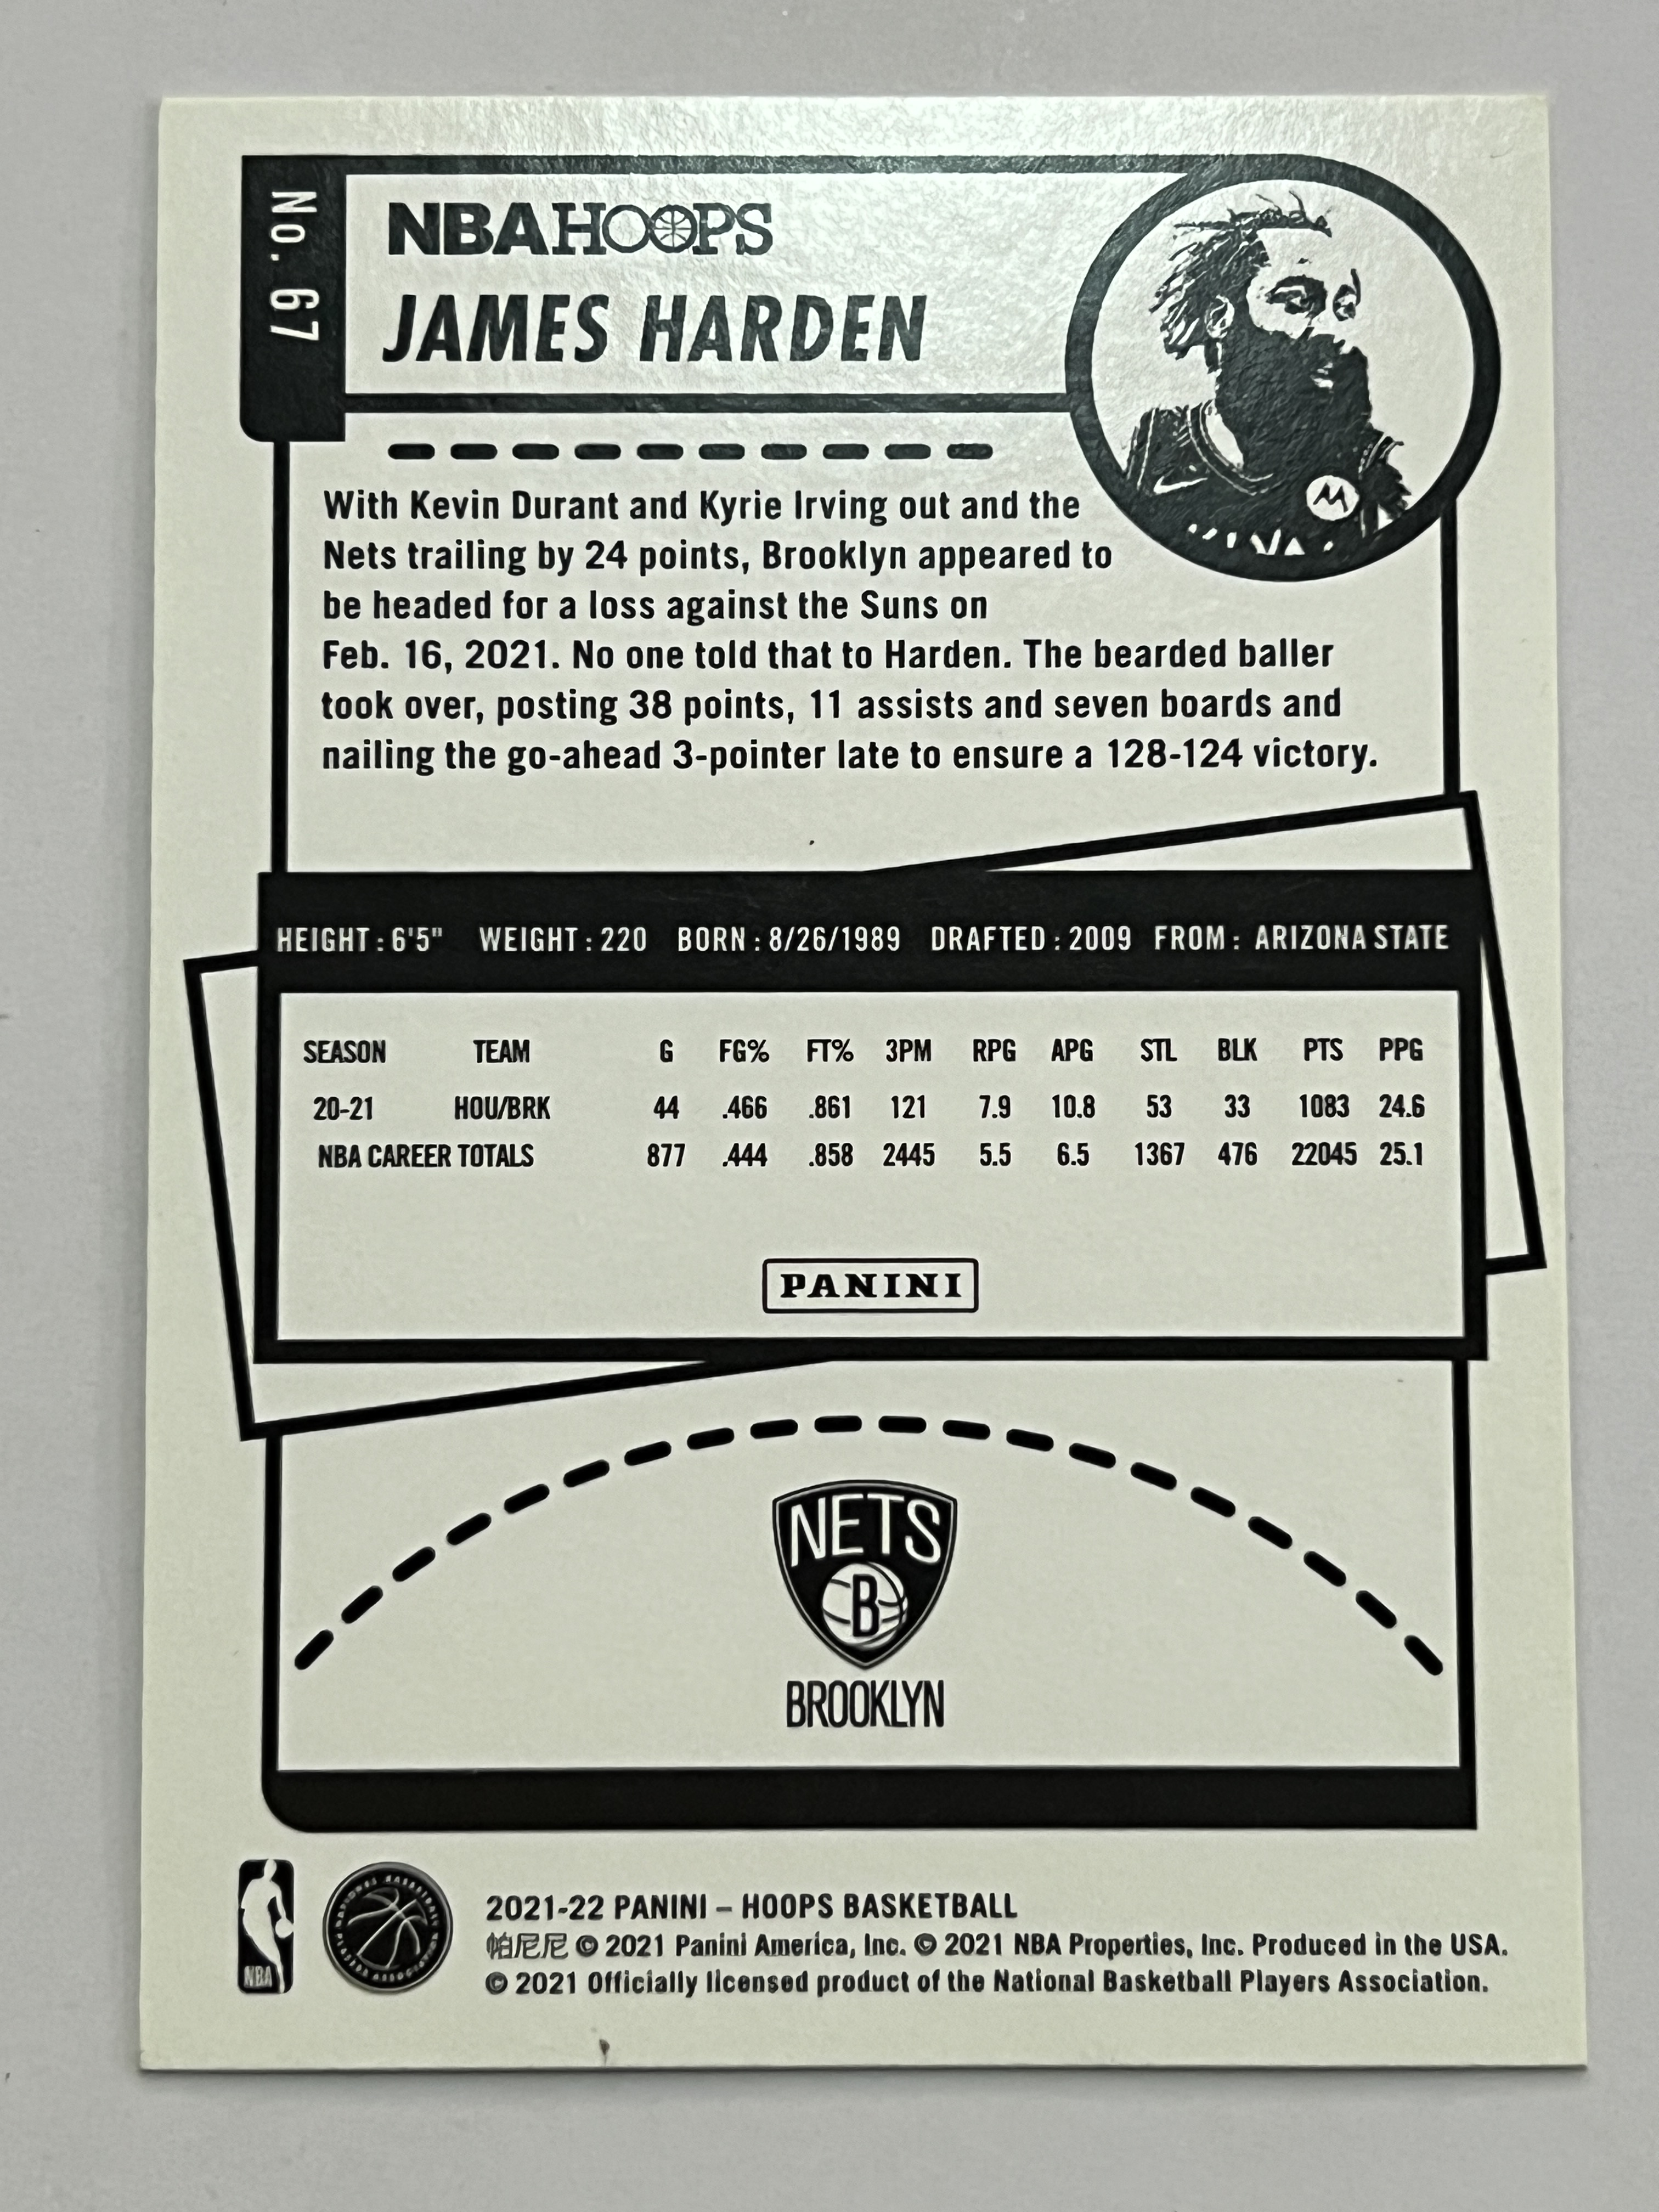 No. 67
NBA HOOPS
JAMES HARDEN
With Kevin Durant and Kyrie Irving out and the
Nets trailing by 24 points, Brooklyn appeared to
be headed for a loss against the Suns on
Feb. 16, 2021. No one told that to Harden. The bearded baller
took over, posting 38 points, 11 assists and seven boards and
nailing the go-ahead 3-pointer late to ensure a 128-124 victory.
HEIGHT: 6'5" WEIGHT: 220 BORN: 8/26/1989 DRAFTED: 2009 FROM: ARIZONA STATE
SEASON TEAM G FG% FT% 3PM RPG APG STL BLK PTS PPG
20-21 HOU/BRK 44 .466 .861 121 7.9 10.8 53 33 1083 24.6
NBA CAREER TOTALS 877 .444 .858 2445 5.5 6.5 1367 476 22045 25.1
PANINI
NETS
B
BROOKLYN
NBA
NATIONAL BASKETBALL PLAYERS ASSOCIATION
2021-22 PANINI – HOOPS BASKETBALL
帕尼尼 © 2021 Panini America, Inc. © 2021 NBA Properties, Inc. Produced in the USA.
© 2021 Officially licensed product of the National Basketball Players Association.